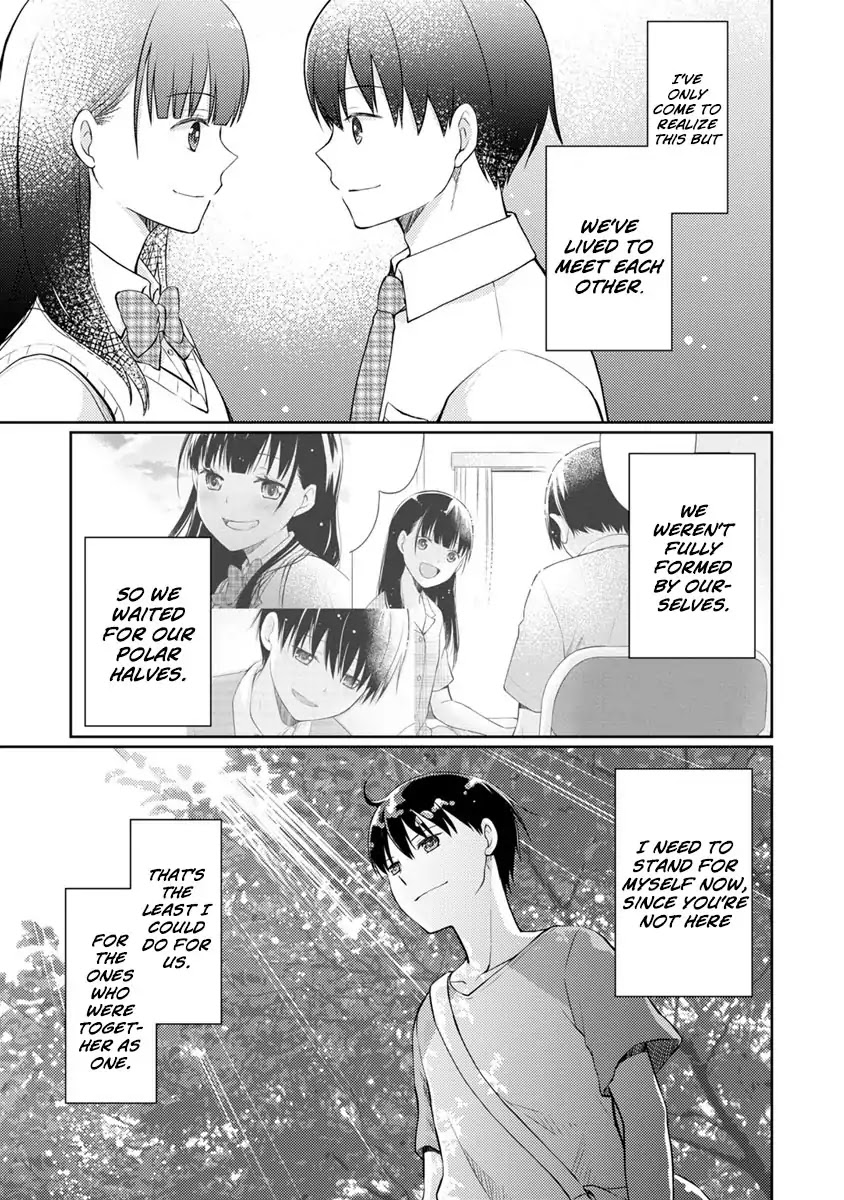 I'VE
ONLY
COME TO
REALIZE
THIS BUT
WE'VE
LIVED TO
MEET EACH
OTHER.
WE
WEREN'T
FULLY
FORMED
BY OUR-
SELVES.
SO WE
WAITED
FOR OUR
POLAR
HALVES.
I NEED TO
STAND FOR
MYSELF NOW,
SINCE YOU'RE
NOT HERE
THAT'S
THE
LEAST I
COULD
DO FOR
US.
FOR
THE
ONES
WHO
WERE
TOGET-
HER AS
ONE.